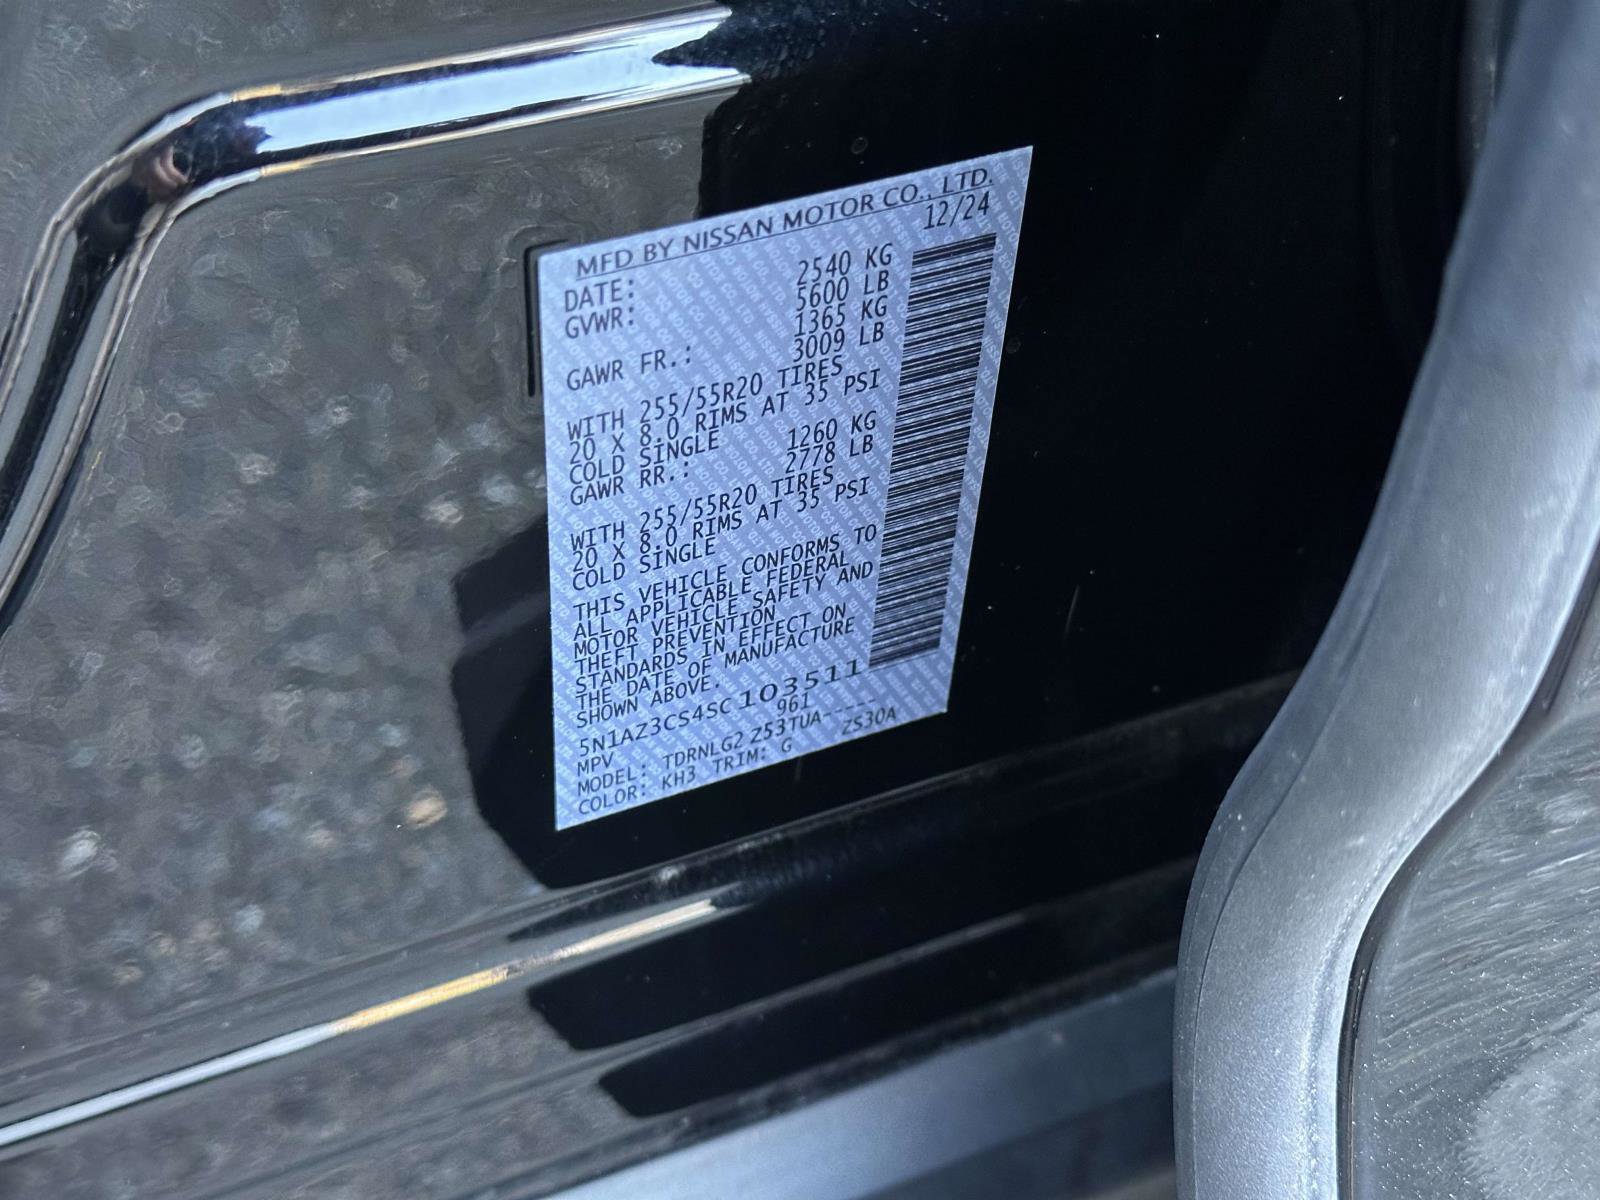 MFD BY NISSAN MOTOR CO., LTD.
DATE: 12/24
GVWR: 2540 KG
5600 LB
GAWR FR.: 1365 KG
3009 LB
WITH 255/55R20 TIRES
20 X 8.0 RIMS AT 35 PSI
COLD SINGLE
GAWR RR.: 1260 KG
2778 LB
WITH 255/55R20 TIRES
20 X 8.0 RIMS AT 35 PSI
COLD SINGLE
THIS VEHICLE CONFORMS TO
ALL APPLICABLE FEDERAL
MOTOR VEHICLE SAFETY AND
THEFT PREVENTION
STANDARDS IN EFFECT ON
THE DATE OF MANUFACTURE
SHOWN ABOVE.
5N1AZ3CS4SC103511
MPV 961
MODEL: TDRNLG2 Z53TUA-----
COLOR: KH3 TRIM: G ZS30A